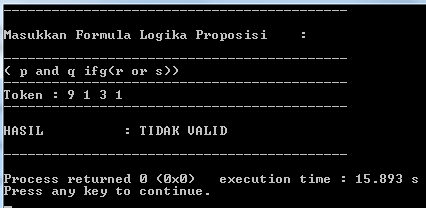 ----------------------------------------
Masukkan Formula Logika Proposisi    :
----------------------------------------
( p and q ifg(r or s))
----------------------------------------
Token : 9 1 3 1
----------------------------------------
HASIL          : TIDAK VALID
----------------------------------------
Process returned 0 (0x0)   execution time : 15.893 s
Press any key to continue.